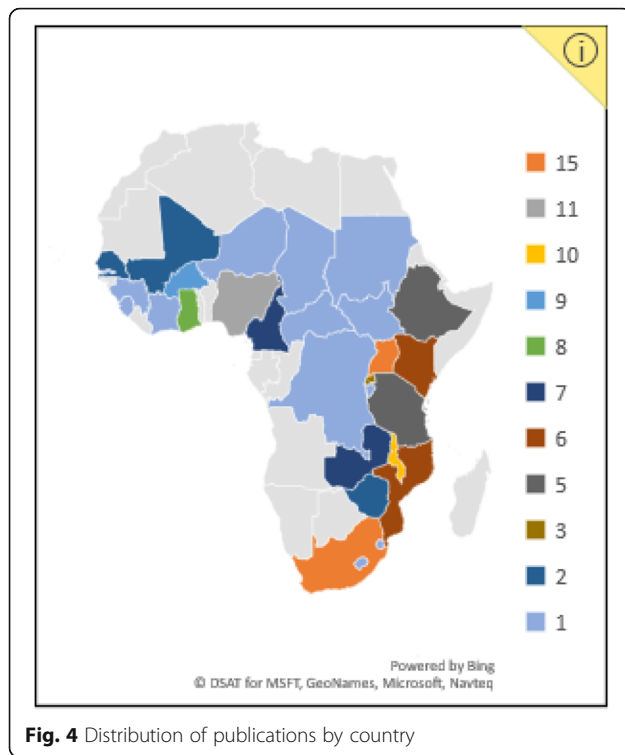 i
15
11
10
9
8
7
6
5
3
2
1
Powered by Bing
© DSAT for MSFT, GeoNames, Microsoft, Navteq
Fig. 4 Distribution of publications by country